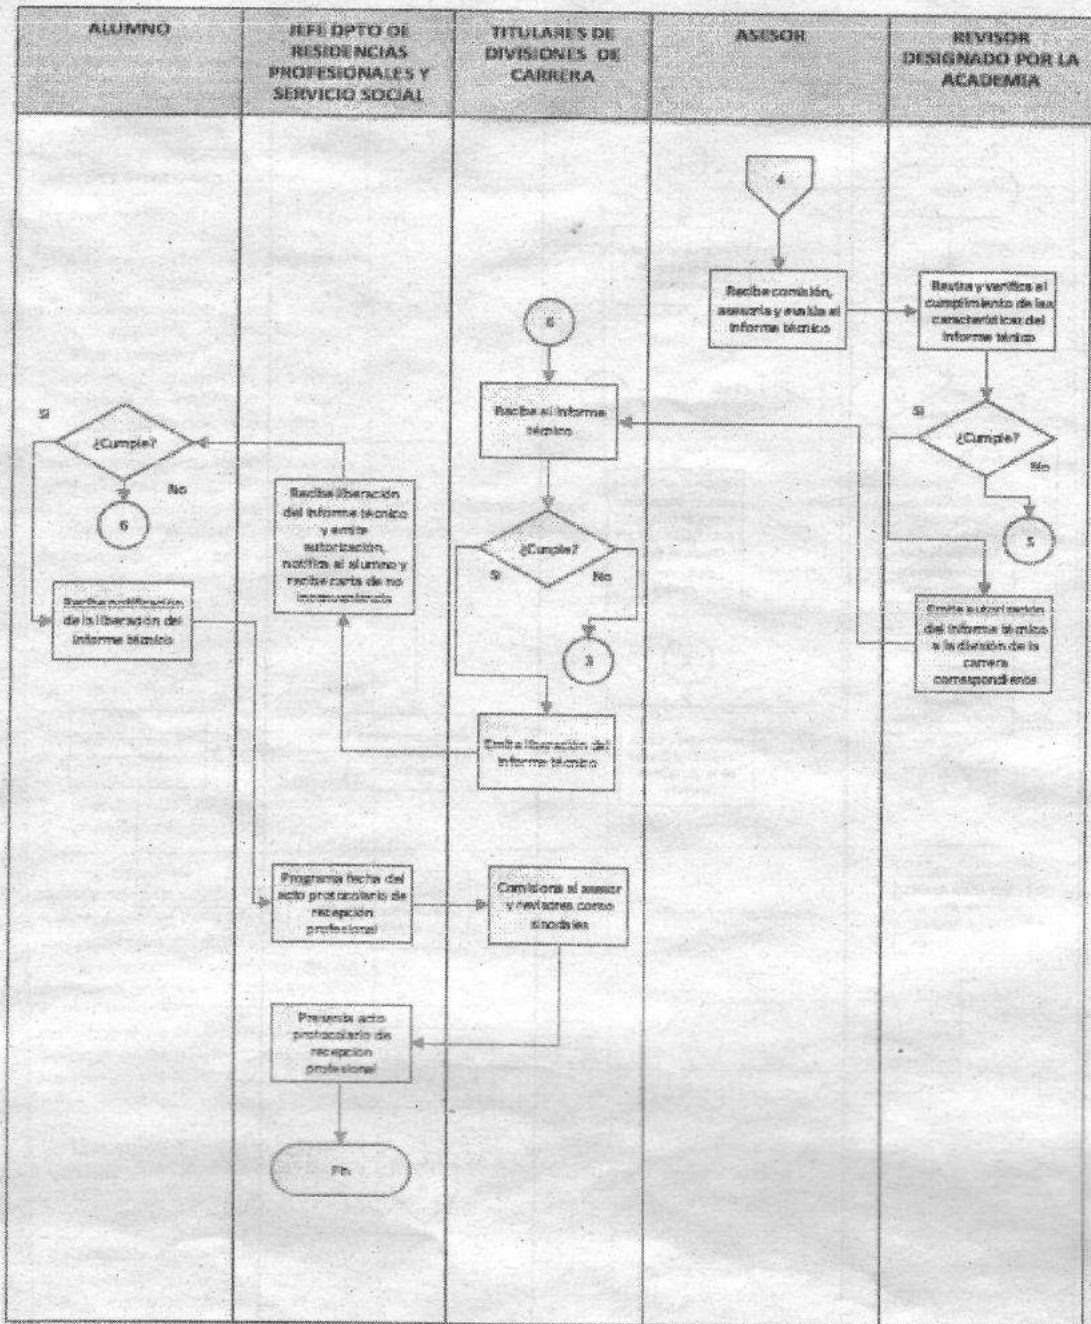 ALUMNO
JEFE DPTO DE
RESIDENCIAS
PROFESIONALES Y
SERVICIO SOCIAL
TITULARES DE
DIVISIONES DE
CARRERA
ASESOR
REVISOR
DESIGNADO POR LA
ACADEMIA
4
Recibe comisión,
asesoría y evalúa el
informe técnico
Revisa y verifica el
cumplimiento de las
características del
informe ténico
6
Recibe el informe
técnico
Si
¿Cumple?
No
6
Recibe liberación
del informe técnico
y emite
autorización,
notifica al alumno y
recibe carta de no
inconveniencia
¿Cumple?
Si
No
3
Si
¿Cumple?
No
5
de la liberación del
informe técnico
Emite autorización
del informe técnico
a la división de la
carrera
correspondiente
Emite liberación del
informe técnico
Programa fecha del
acto protocolario de
recepción
profesional
Comisiona al asesor
y revisores como
sinodales
Presenta acto
protocolario de
recepción
profesional
Fin